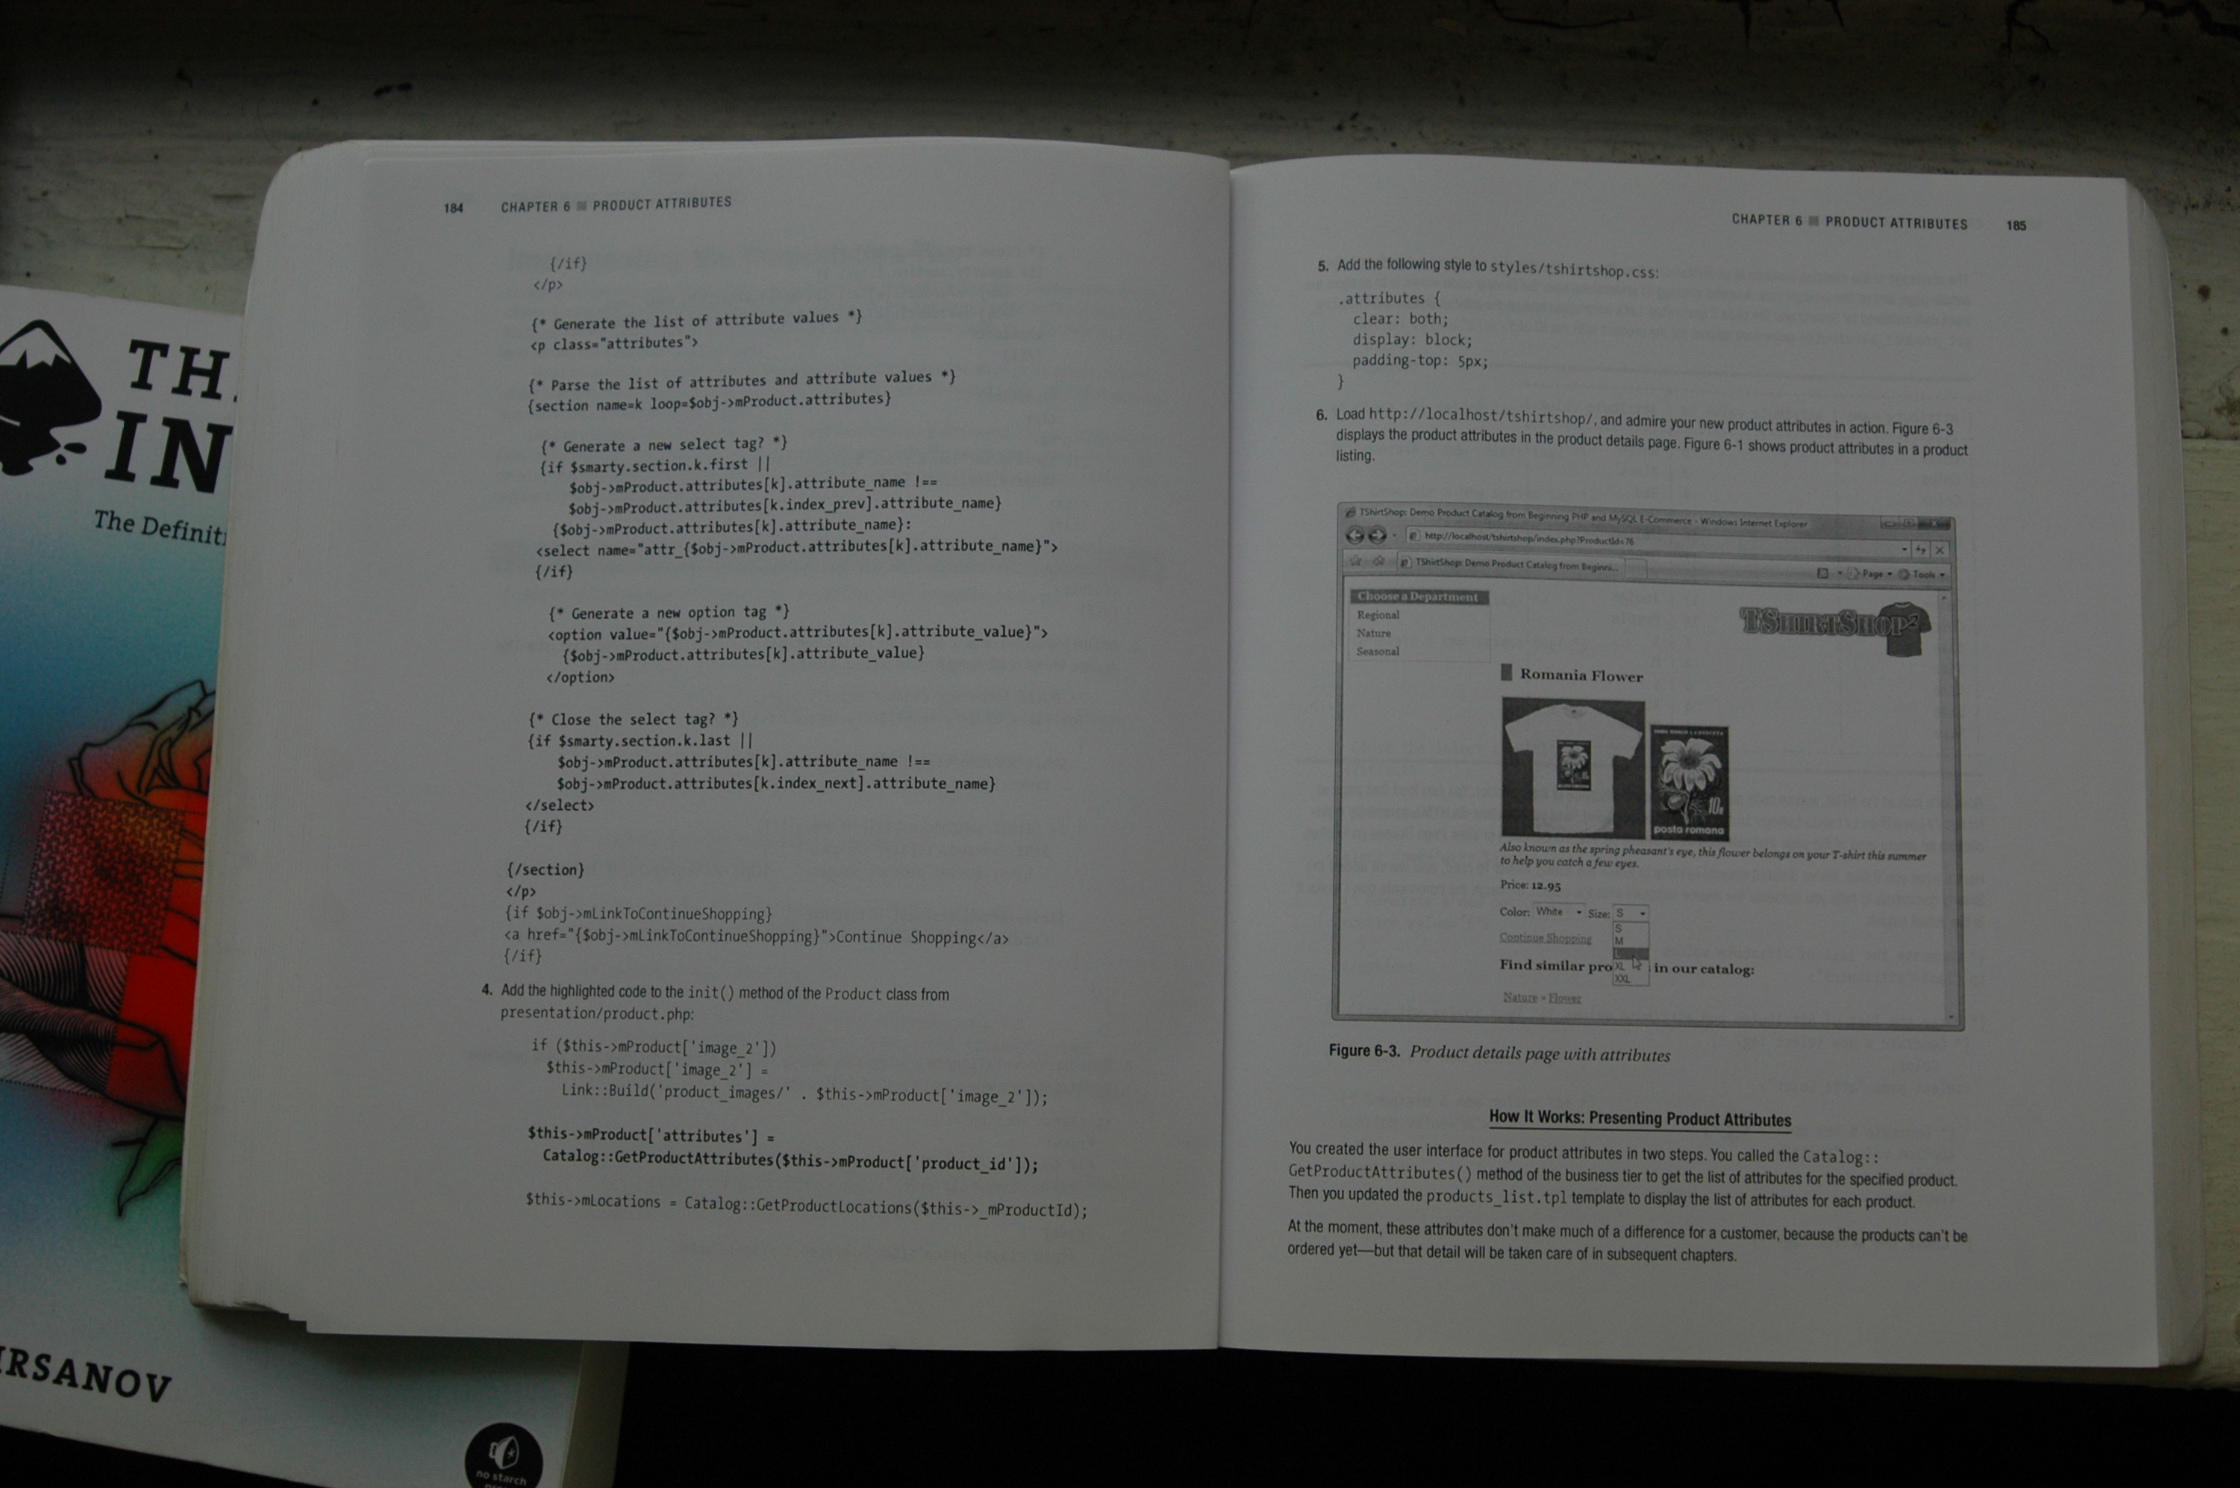 THE
IN
The Definiti
IRSANOV
no starch
184 CHAPTER 6 ■ PRODUCT ATTRIBUTES
{/if}
</p>
{* Generate the list of attribute values *}
<p class="attributes">
{* Parse the list of attributes and attribute values *}
{section name=k loop=$obj->mProduct.attributes}
{* Generate a new select tag? *}
{if $smarty.section.k.first ||
$obj->mProduct.attributes[k].attribute_name !==
$obj->mProduct.attributes[k.index_prev].attribute_name}
{$obj->mProduct.attributes[k].attribute_name}:
<select name="attr_{$obj->mProduct.attributes[k].attribute_name}">
{/if}
{* Generate a new option tag *}
<option value="{$obj->mProduct.attributes[k].attribute_value}">
{$obj->mProduct.attributes[k].attribute_value}
</option>
{* Close the select tag? *}
{if $smarty.section.k.last ||
$obj->mProduct.attributes[k].attribute_name !==
$obj->mProduct.attributes[k.index_next].attribute_name}
</select>
{/if}
{/section}
</p>
{if $obj->mLinkToContinueShopping}
<a href="{$obj->mLinkToContinueShopping}">Continue Shopping</a>
{/if}
4. Add the highlighted code to the init() method of the Product class from
presentation/product.php:
if ($this->mProduct['image_2'])
$this->mProduct['image_2'] =
Link::Build('product_images/' . $this->mProduct['image_2']);
$this->mProduct['attributes'] =
Catalog::GetProductAttributes($this->mProduct['product_id']);
$this->mLocations = Catalog::GetProductLocations($this->_mProductId);
CHAPTER 6 ■ PRODUCT ATTRIBUTES 185
5. Add the following style to styles/tshirtshop.css:
.attributes {
clear: both;
display: block;
padding-top: 5px;
}
6. Load http://localhost/tshirtshop/, and admire your new product attributes in action. Figure 6-3
displays the product attributes in the product details page. Figure 6-1 shows product attributes in a product
listing.
TShirtShop: Demo Product Catalog from Beginning PHP and MySQL E-Commerce - Windows Internet Explorer
http://localhost/tshirtshop/index.php?ProductId=76
TShirtShop: Demo Product Catalog from Beginni...
Page Tools
Choose a Department
Regional
Nature
Seasonal
TSHIRTSHOP
Romania Flower
posta romana
Also known as the spring pheasant's eye, this flower belongs on your T-shirt this summer
to help you catch a few eyes.
Price: 12.95
Color: White Size: S
S
Continue Shopping
M
L
Find similar pro XL in our catalog:
XXL
Nature - Flower
Figure 6-3. Product details page with attributes
How It Works: Presenting Product Attributes
You created the user interface for product attributes in two steps. You called the Catalog::
GetProductAttributes() method of the business tier to get the list of attributes for the specified product.
Then you updated the products_list.tpl template to display the list of attributes for each product.
At the moment, these attributes don't make much of a difference for a customer, because the products can't be
ordered yet—but that detail will be taken care of in subsequent chapters.